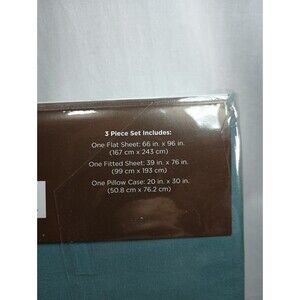 3 Piece Set Includes:
One Flat Sheet: 66 in. x 96 in.
(167 cm x 243 cm)
One Fitted Sheet: 39 in. x 76 in.
(99 cm x 193 cm)
One Pillow Case: 20 in. x 30 in.
(50.8 cm x 76.2 cm)